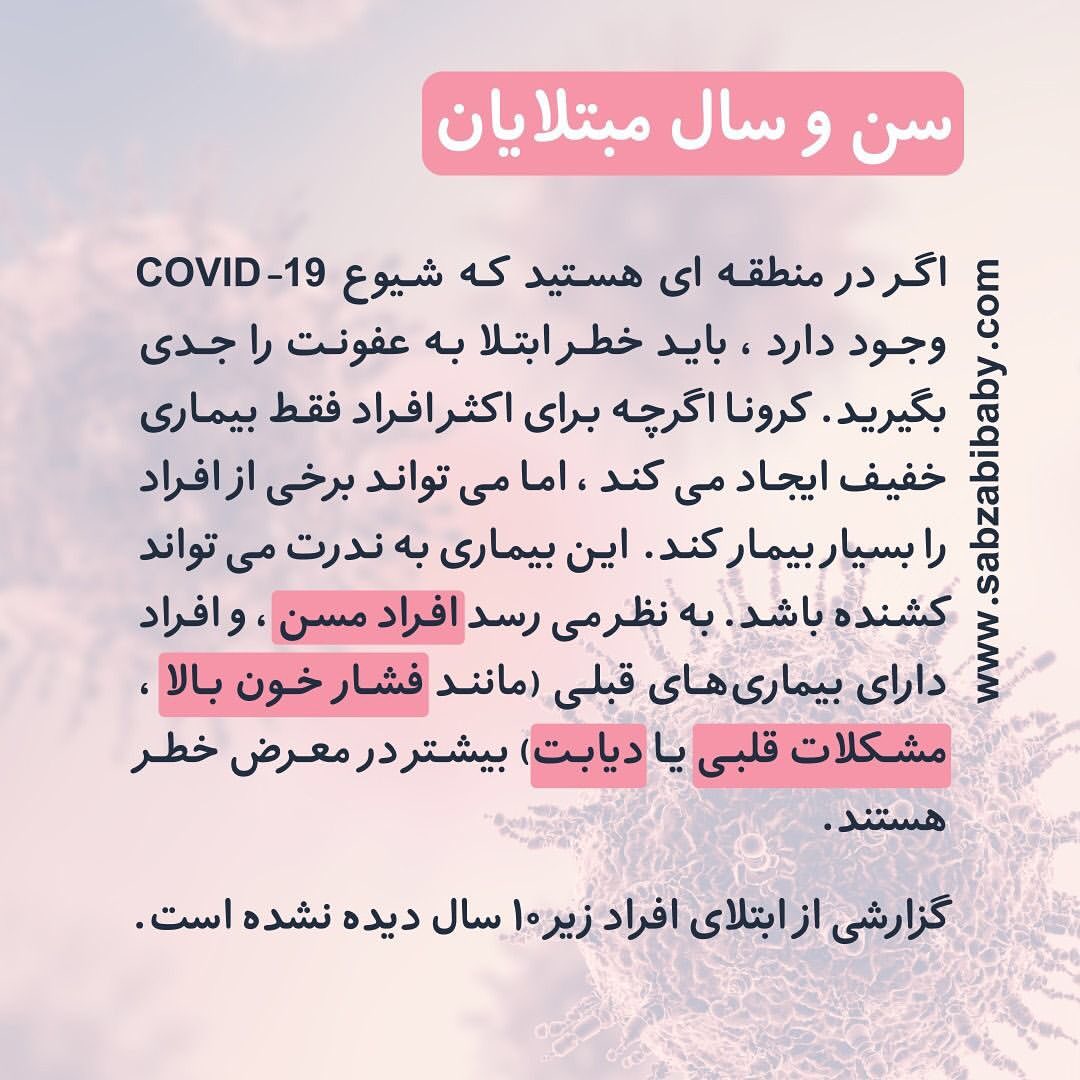 سن و سال مبتلایان
اگر در منطقه ای هستید که شیوع COVID-19
وجود دارد ، باید خطر ابتلا به عفونت را جدی
بگیرید. کرونا اگرچه برای اکثر افراد فقط بیماری
خفیف ایجاد می کند ، اما می تواند برخی از افراد
را بسیار بیمار کند. این بیماری به ندرت می تواند
کشنده باشد. به نظر می رسد افراد مسن ، و افراد
دارای بیماری‌های قبلی (مانند فشار خون بالا ،
مشکلات قلبی یا دیابت) بیشتر در معرض خطر
هستند.
گزارشی از ابتلای افراد زیر ۱۰ سال دیده نشده است.
www.sabzabibaby.com